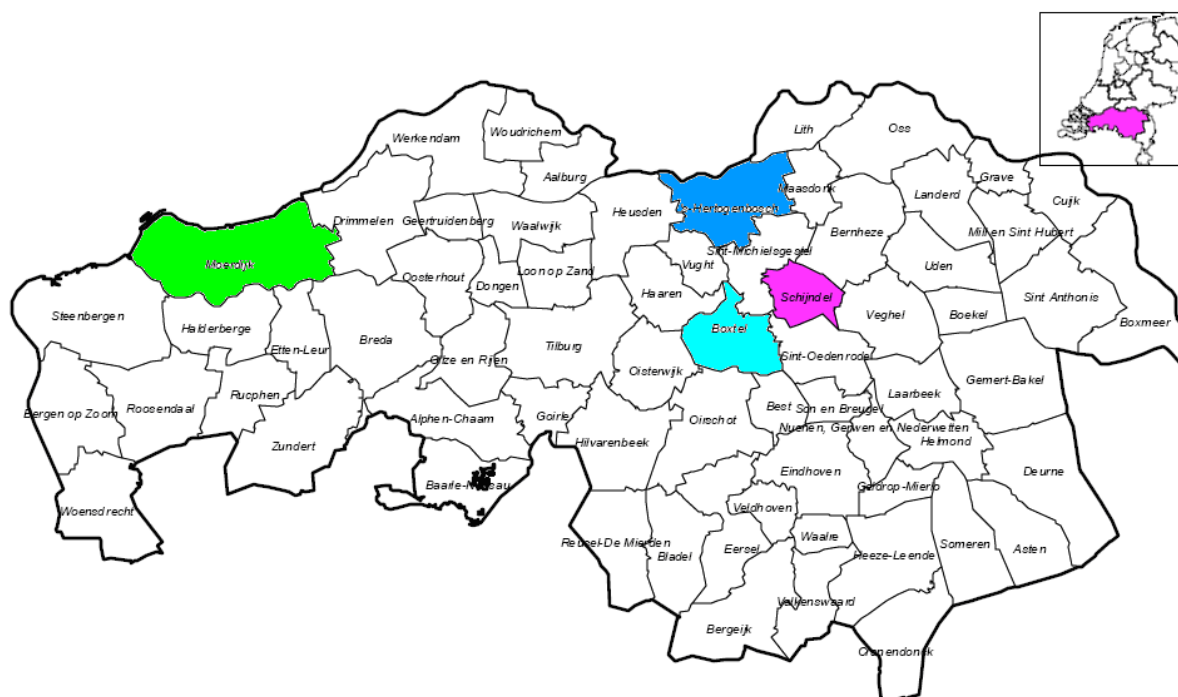 Lith
Oss
Woudrichem
Werkendam
Aalburg
Grave
Maasdonk
Landerd
Cuijk
's-Hertogenbosch
Heusden
Drimmelen
Geertruidenberg
Waalwijk
Bernheze
Mill en Sint Hubert
Sint-Michielsgestel
Moerdijk
Vught
Uden
Oosterhout
Loon op Zand
Dongen
Haaren
Schijndel
Sint Anthonis
Steenbergen
Halderberge
Veghel
Boekel
Boxmeer
Boxtel
Etten-Leur
Breda
Tilburg
Gilze en Rijen
Sint-Oedenrode
Oisterwijk
Gemert-Bakel
Rucphen
Laarbeek
Bergen op Zoom
Roosendaal
Alphen-Chaam
Goirle
Oirschot
Best
Son en Breugel
Nuenen, Gerwen en Nederwetten
Zundert
Hilvarenbeek
Helmond
Eindhoven
Deurne
Baarle-Nassau
Geldrop-Mierlo
Woensdrecht
Veldhoven
Reusel-De Mierden
Bladel
Eersel
Waalre
Heeze-Leende
Someren
Asten
Valkenswaard
Bergeijk
Cranendonck